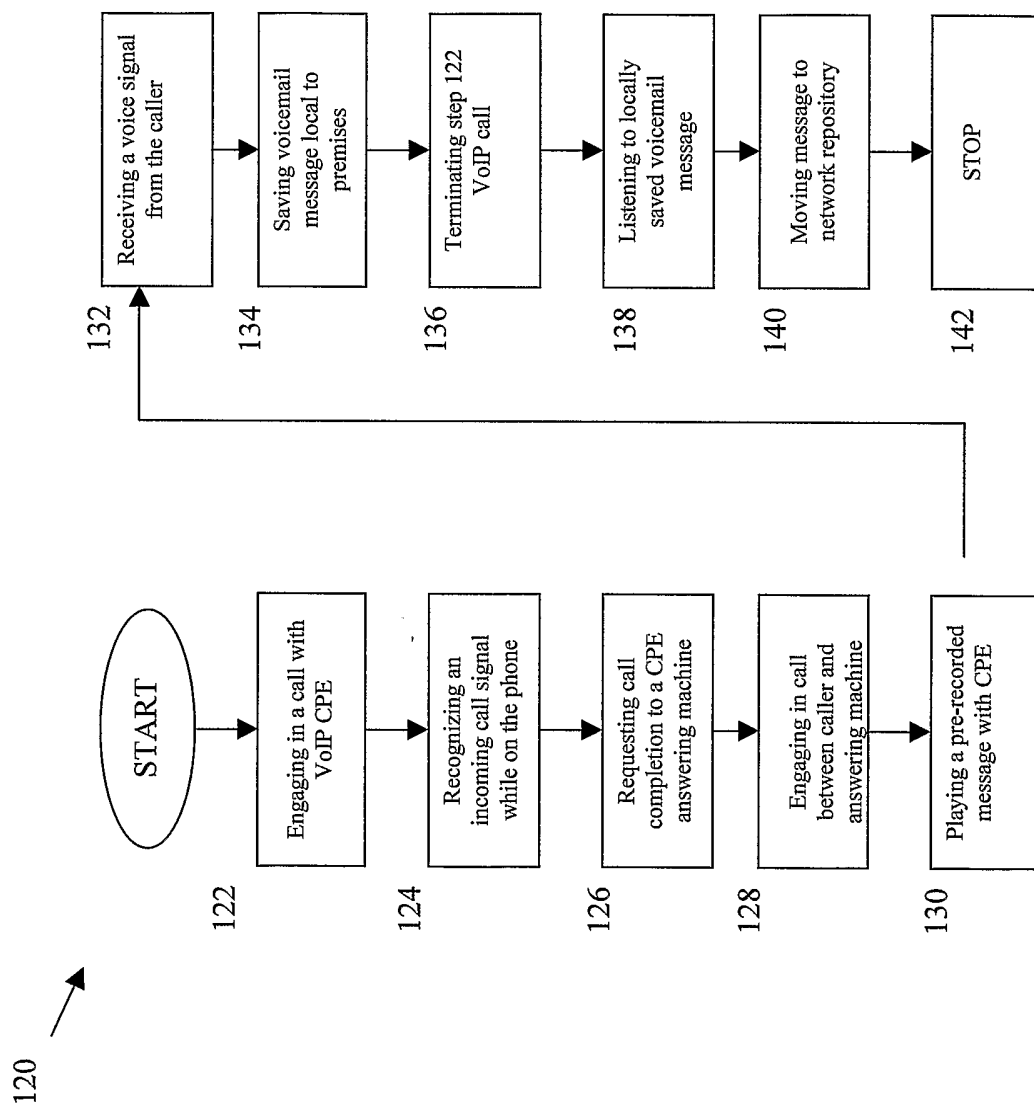 120
START
122
Engaging in a call with
VoIP CPE
124
Recognizing an
incoming call signal
while on the phone
126
Requesting call
completion to a CPE
answering machine
128
Engaging in call
between caller and
answering machine
130
Playing a pre-recorded
message with CPE
132
Receiving a voice signal
from the caller
134
Saving voicemail
message local to
premises
136
Terminating step 122
VoIP call
138
Listening to locally
saved voicemail
message
140
Moving message to
network repository
142
STOP